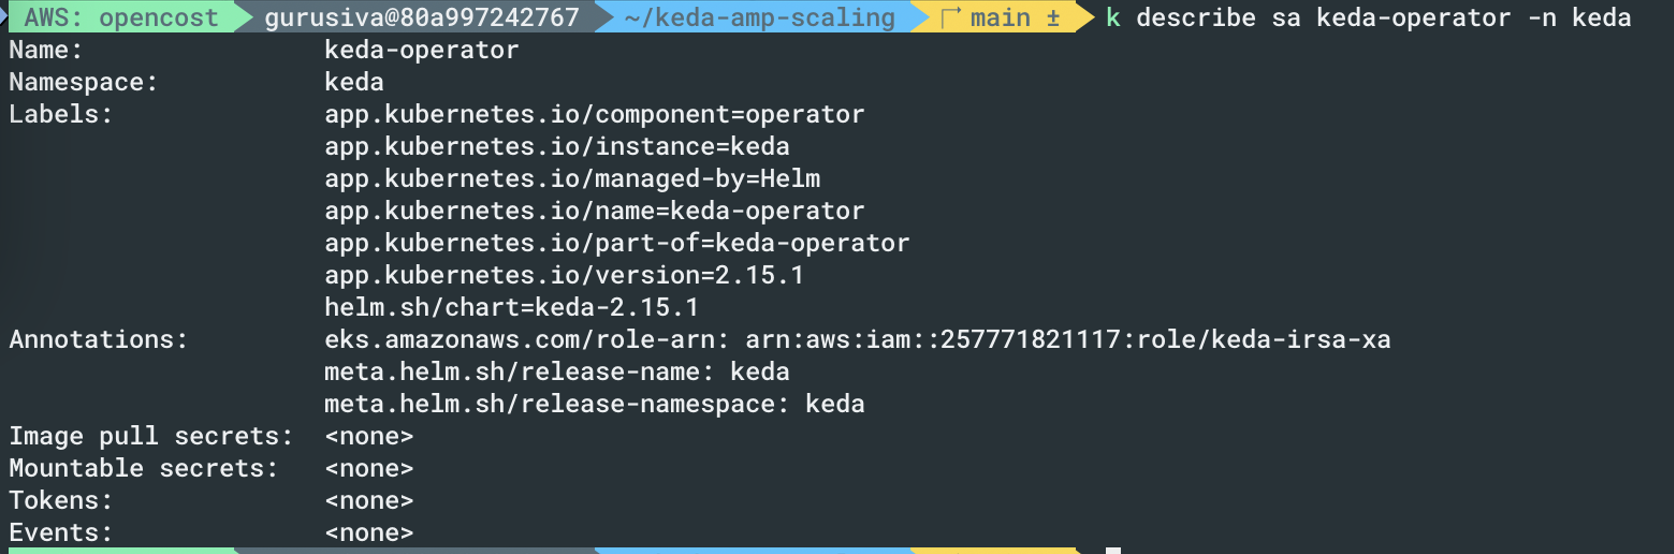 AWS: opencost gurusiva@80a997242767 ~/keda-amp-scaling main ± k describe sa keda-operator -n keda
Name: keda-operator
Namespace: keda
Labels: app.kubernetes.io/component=operator
app.kubernetes.io/instance=keda
app.kubernetes.io/managed-by=Helm
app.kubernetes.io/name=keda-operator
app.kubernetes.io/part-of=keda-operator
app.kubernetes.io/version=2.15.1
helm.sh/chart=keda-2.15.1
Annotations: eks.amazonaws.com/role-arn: arn:aws:iam::257771821117:role/keda-irsa-xa
meta.helm.sh/release-name: keda
meta.helm.sh/release-namespace: keda
Image pull secrets: <none>
Mountable secrets: <none>
Tokens: <none>
Events: <none>